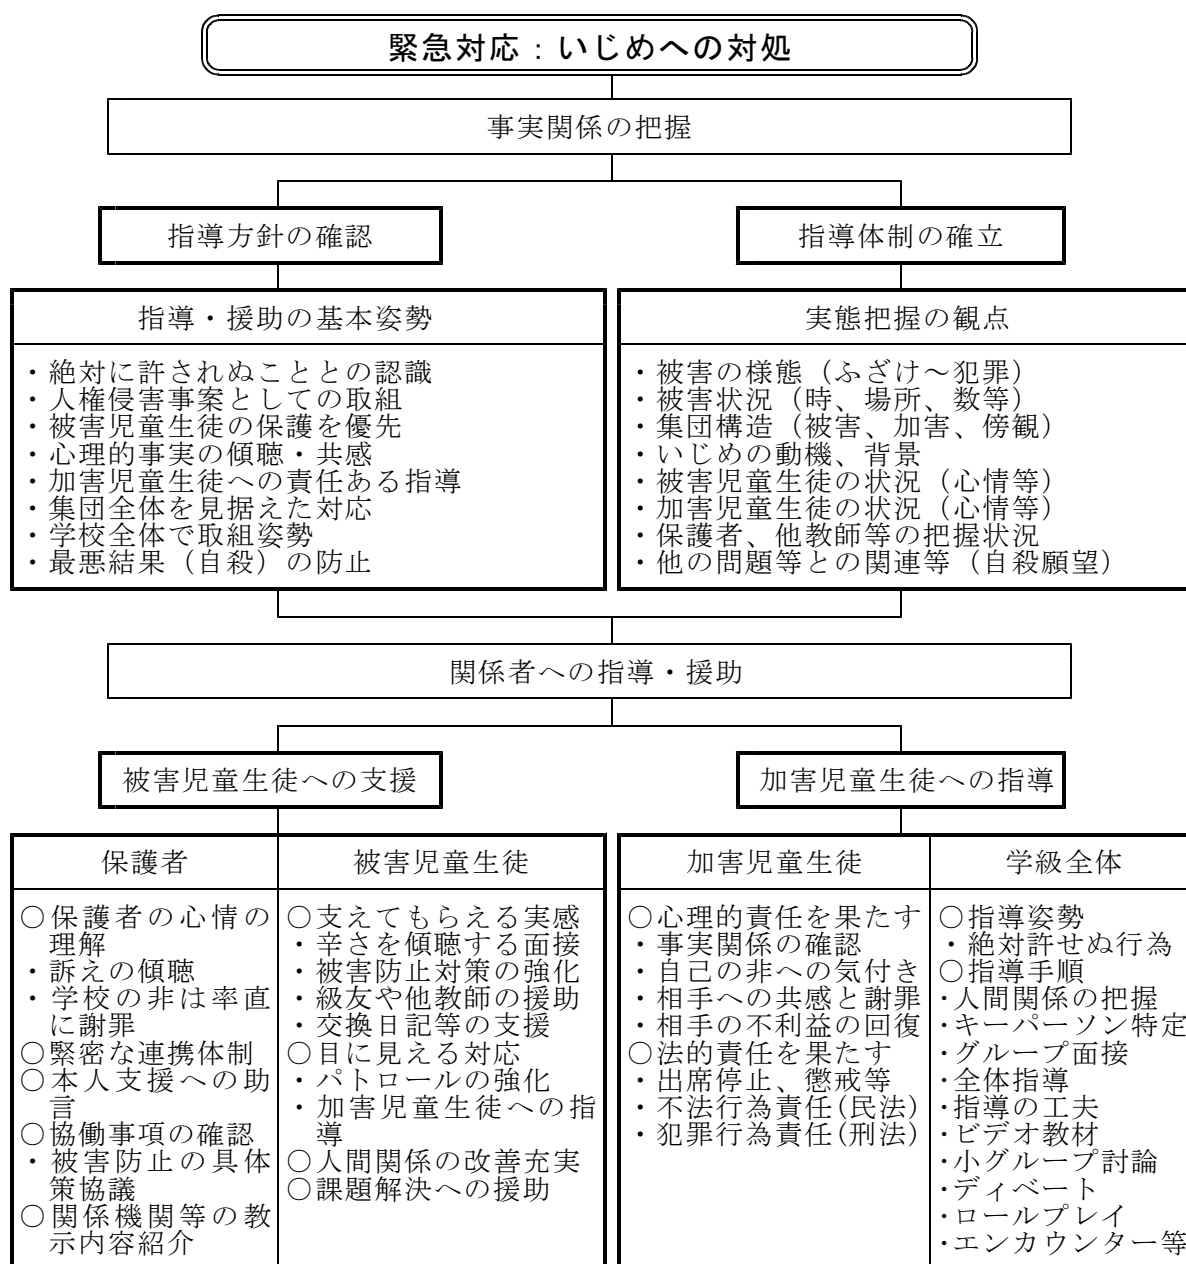 緊急対応：いじめへの対処
事実関係の把握
指導方針の確認
指導体制の確立
指導・援助の基本姿勢
・絶対に許されぬこととの認識
・人権侵害事案としての取組
・被害児童生徒の保護を優先
・心理的事実の傾聴・共感
・加害児童生徒への責任ある指導
・集団全体を見据えた対応
・学校全体で取組姿勢
・最悪結果（自殺）の防止
実態把握の観点
・被害の様態（ふざけ～犯罪）
・被害状況（時、場所、数等）
・集団構造（被害、加害、傍観）
・いじめの動機、背景
・被害児童生徒の状況（心情等）
・加害児童生徒の状況（心情等）
・保護者、他教師等の把握状況
・他の問題等との関連等（自殺願望）
関係者への指導・援助
被害児童生徒への支援
加害児童生徒への指導
保護者
○保護者の心情の
理解
・訴えの傾聴
・学校の非は率直
に謝罪
○緊密な連携体制
○本人支援への助
言
○協働事項の確認
・被害防止の具体
策協議
○関係機関等の教
示内容紹介
被害児童生徒
○支えてもらえる実感
・辛さを傾聴する面接
・被害防止対策の強化
・級友や他教師の援助
・交換日記等の支援
○目に見える対応
・パトロールの強化
・加害児童生徒への指
導
○人間関係の改善充実
○課題解決への援助
加害児童生徒
○心理的責任を果たす
・事実関係の確認
・自己の非への気付き
・相手への共感と謝罪
・相手の不利益の回復
○法的責任を果たす
・出席停止、懲戒等
・不法行為責任(民法)
・犯罪行為責任(刑法)
学級全体
○指導姿勢
・絶対許せぬ行為
○指導手順
・人間関係の把握
・キーパーソン特定
・グループ面接
・全体指導
・指導の工夫
・ビデオ教材
・小グループ討論
・ディベート
・ロールプレイ
・エンカウンター等